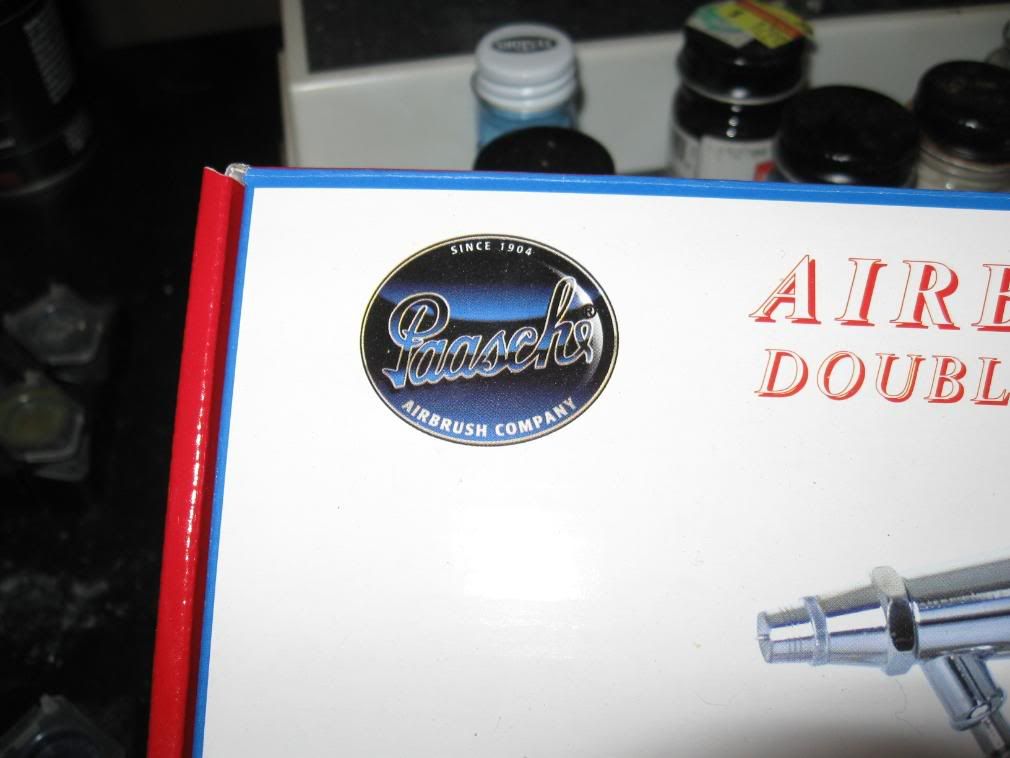 SINCE 1904
Paasche®
AIRBRUSH COMPANY
AIRB
DOUBL